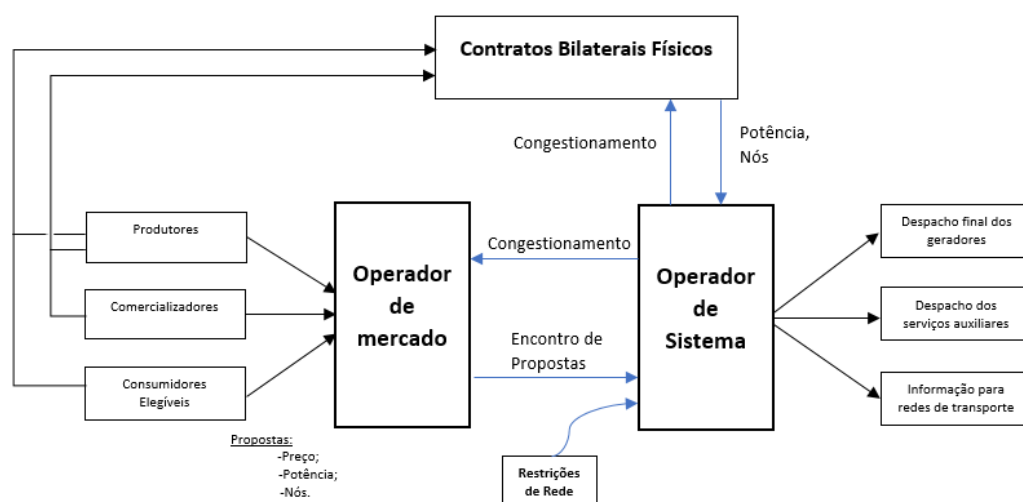 Contratos Bilaterais Físicos
Congestionamento
Potência,
Nós
Produtores
Comercializadores
Consumidores
Elegíveis
Propostas:
-Preço;
-Potência;
-Nós.
Operador
de
mercado
Congestionamento
Encontro de
Propostas
Restrições
de Rede
Operador
de
Sistema
Despacho final dos
geradores
Despacho dos
serviços auxiliares
Informação para
redes de transporte